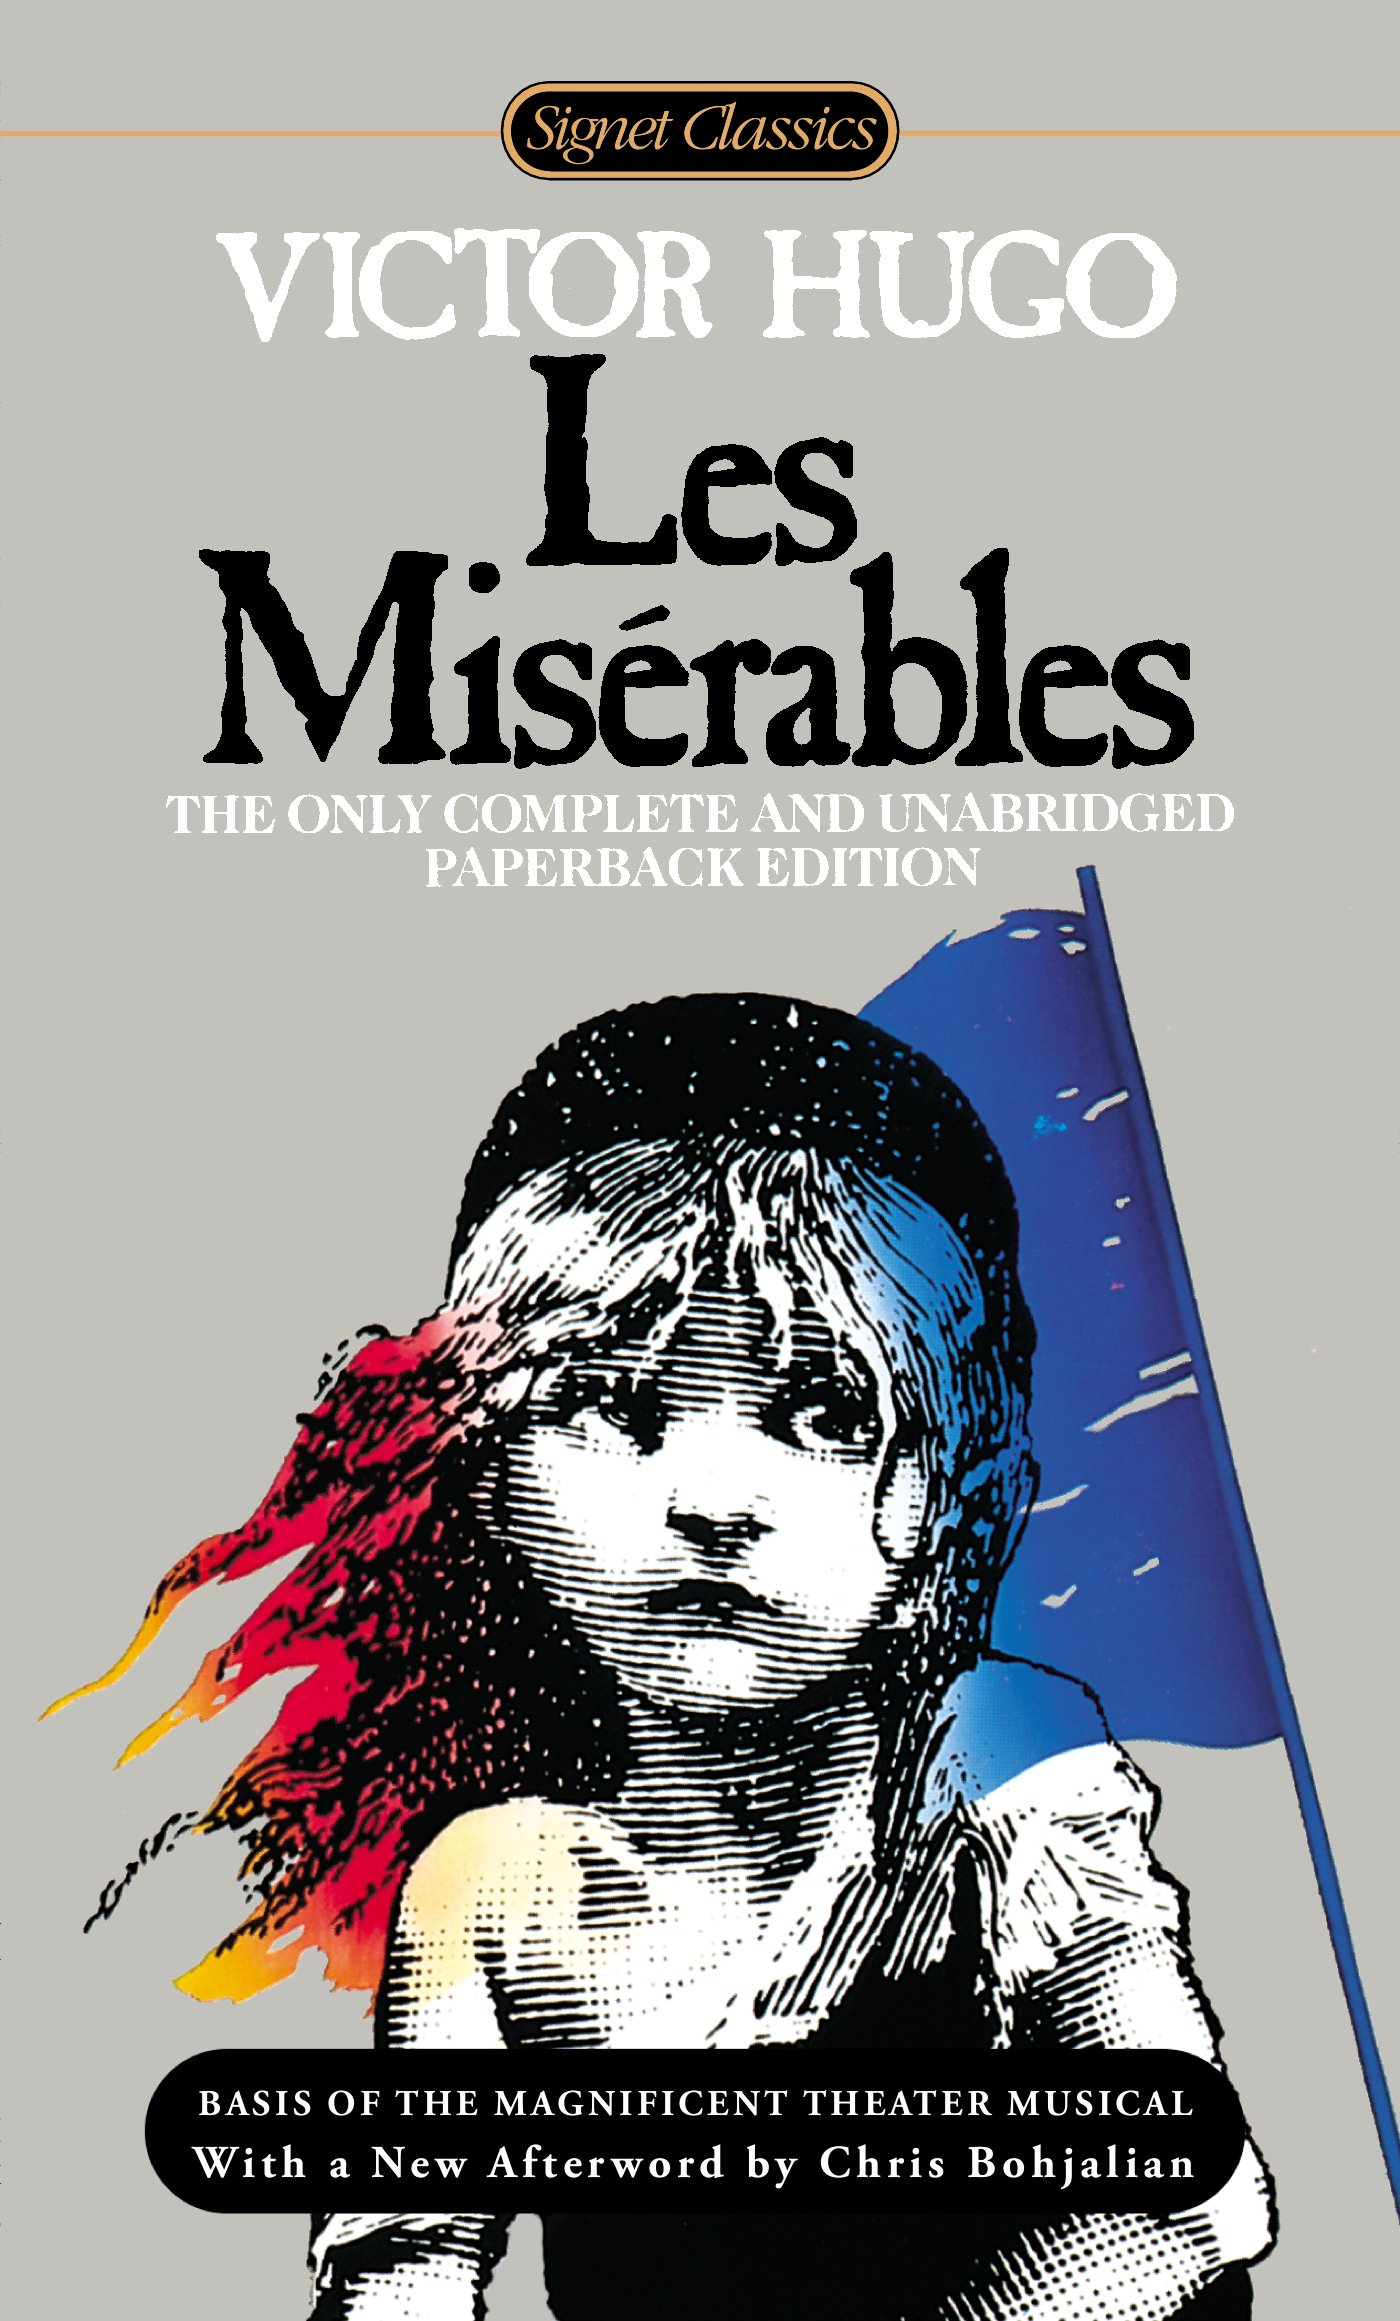 Signet Classics
VICTOR HUGO
Les
Misérables
THE ONLY COMPLETE AND UNABRIDGED
PAPERBACK EDITION
BASIS OF THE MAGNIFICENT THEATER MUSICAL
With a New Afterword by Chris Bohjalian